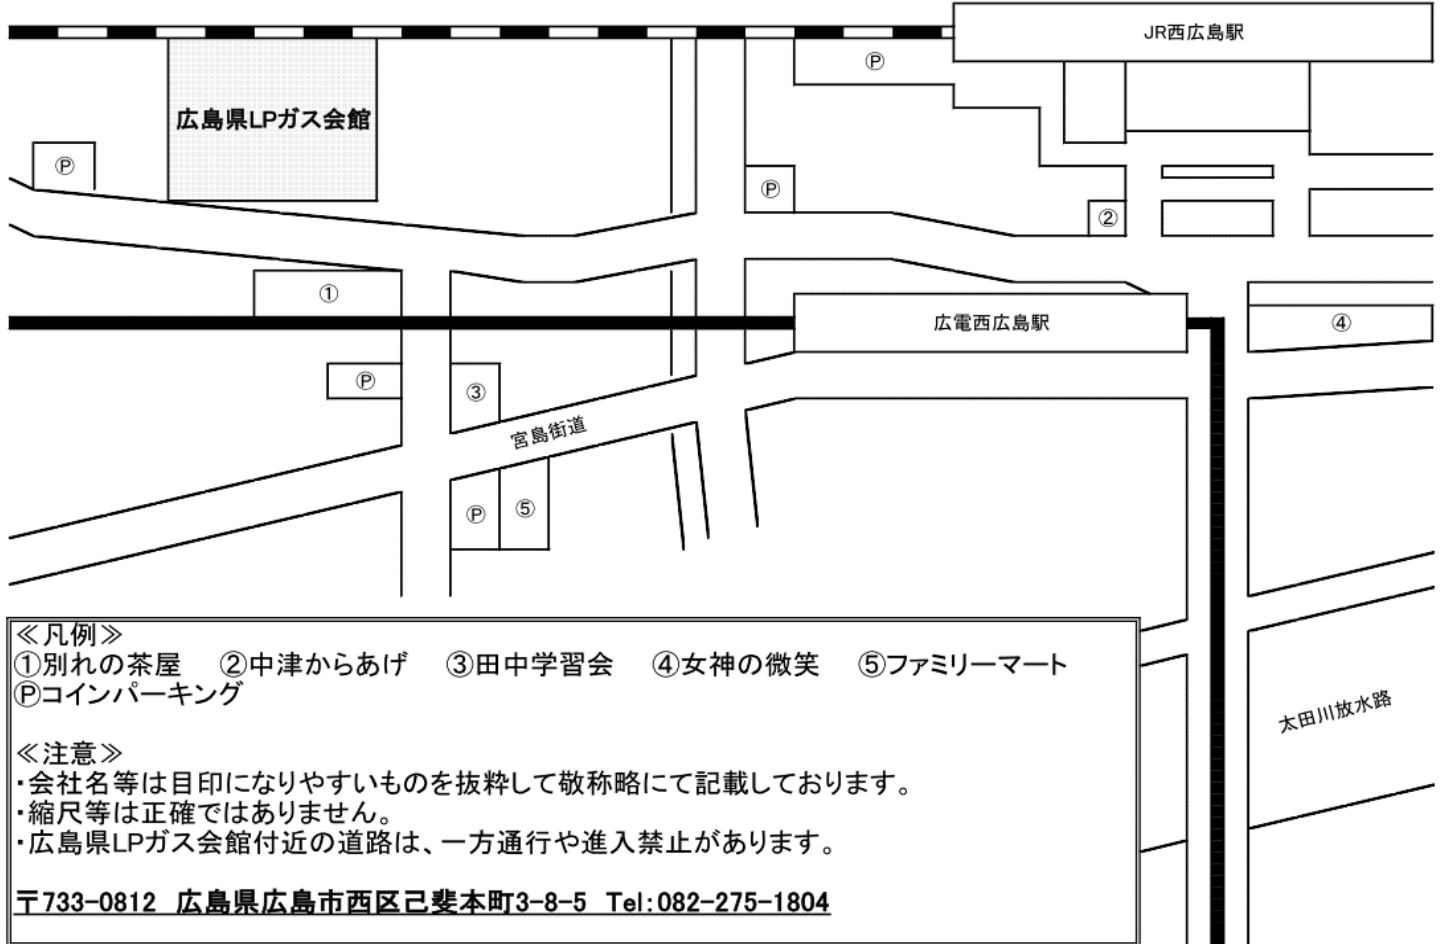 JR西広島駅
Ⓟ
広島県LPガス会館
Ⓟ
Ⓟ
②
①
広電西広島駅
④
Ⓟ
③
宮島街道
Ⓟ
⑤
≪凡例≫
①別れの茶屋 ②中津からあげ ③田中学習会 ④女神の微笑 ⑤ファミリーマート
Ⓟコインパーキング
太田川放水路
≪注意≫
・会社名等は目印になりやすいものを抜粋して敬称略にて記載しております。
・縮尺等は正確ではありません。
・広島県LPガス会館付近の道路は、一方通行や進入禁止があります。
〒733-0812 広島県広島市西区己斐本町3-8-5 Tel:082-275-1804